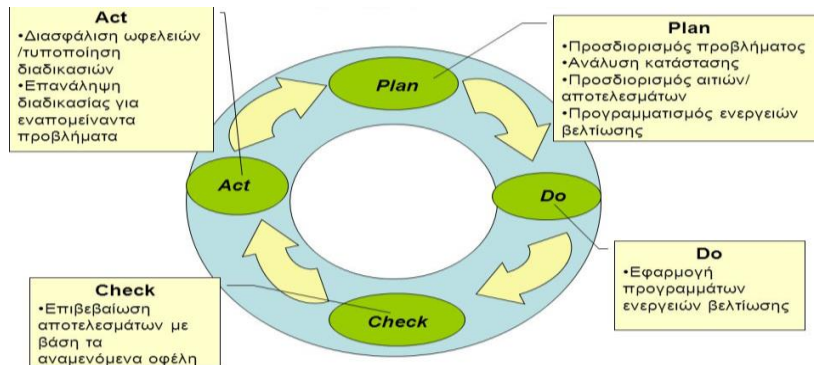 Act
•Διασφάλιση ωφελειών
/τυποποίηση
διαδικασιών
•Επανάληψη
διαδικασίας για
εναπομείναντα
προβλήματα
Plan
•Προσδιορισμός προβλήματος
•Ανάλυση κατάστασης
•Προσδιορισμός αιτιών/
αποτελεσμάτων
•Προγραμματισμός ενεργειών
βελτίωσης
Plan
Act
Do
Check
Check
•Επιβεβαίωση
αποτελεσμάτων με
βάση τα
αναμενόμενα οφέλη
Do
•Εφαρμογή
προγραμμάτων
ενεργειών βελτίωσης